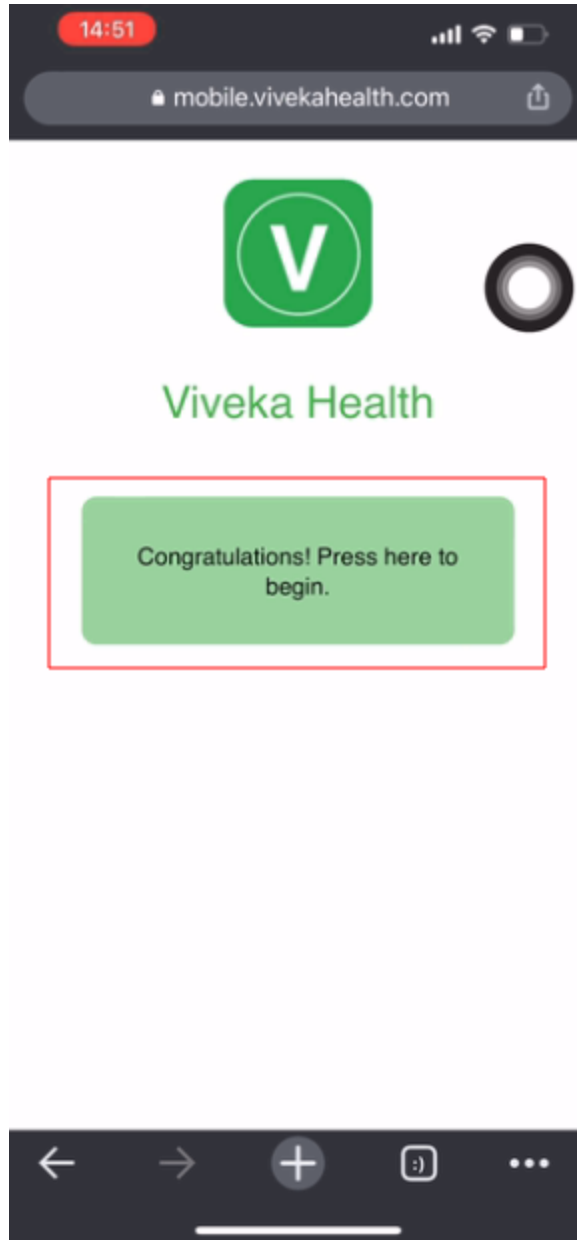 14:51
mobile.vivekahealth.com
V
Viveka Health
Congratulations! Press here to
begin.
:)